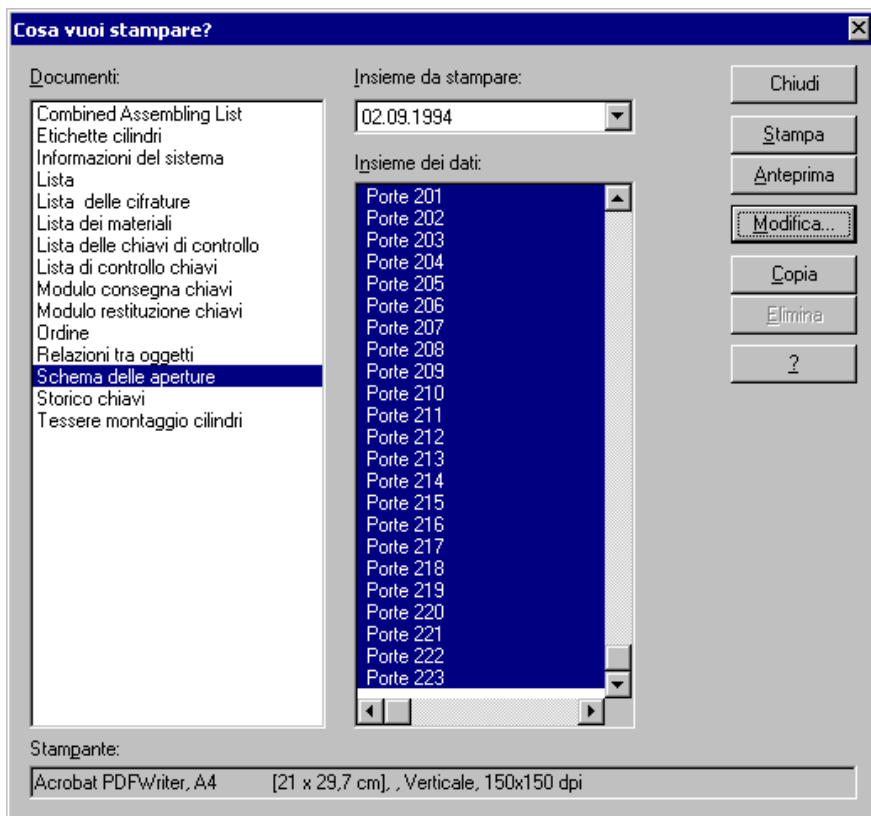 Cosa vuoi stampare?
Documenti:
Combined Assembling List
Etichette cilindri
Informazioni del sistema
Lista
Lista  delle cifrature
Lista dei materiali
Lista delle chiavi di controllo
Lista di controllo chiavi
Modulo consegna chiavi
Modulo restituzione chiavi
Ordine
Relazioni tra oggetti
Schema delle aperture
Storico chiavi
Tessere montaggio cilindri
Insieme da stampare:
02.09.1994
Insieme dei dati:
Porte 201
Porte 202
Porte 203
Porte 204
Porte 205
Porte 206
Porte 207
Porte 208
Porte 209
Porte 210
Porte 211
Porte 212
Porte 213
Porte 214
Porte 215
Porte 216
Porte 217
Porte 218
Porte 219
Porte 220
Porte 221
Porte 222
Porte 223
Chiudi
Stampa
Anteprima
Modifica...
Copia
Elimina
?
Stampante:
Acrobat PDFWriter, A4 [21 x 29,7 cm], , Verticale, 150x150 dpi